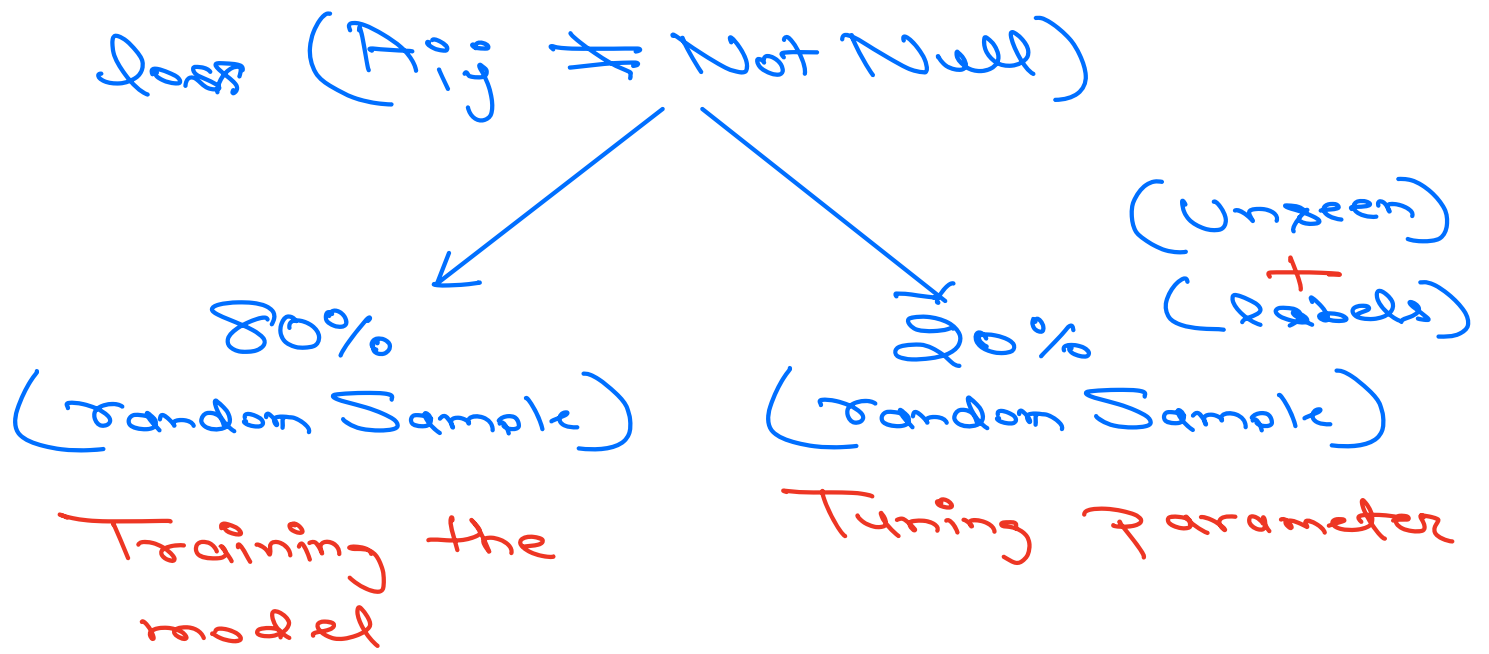 loss (Aij ≠ Not Null)
(unseen)
+
(labels)
80%
20%
(random Sample)
(random Sample)
Training the
model
Tuning parameter